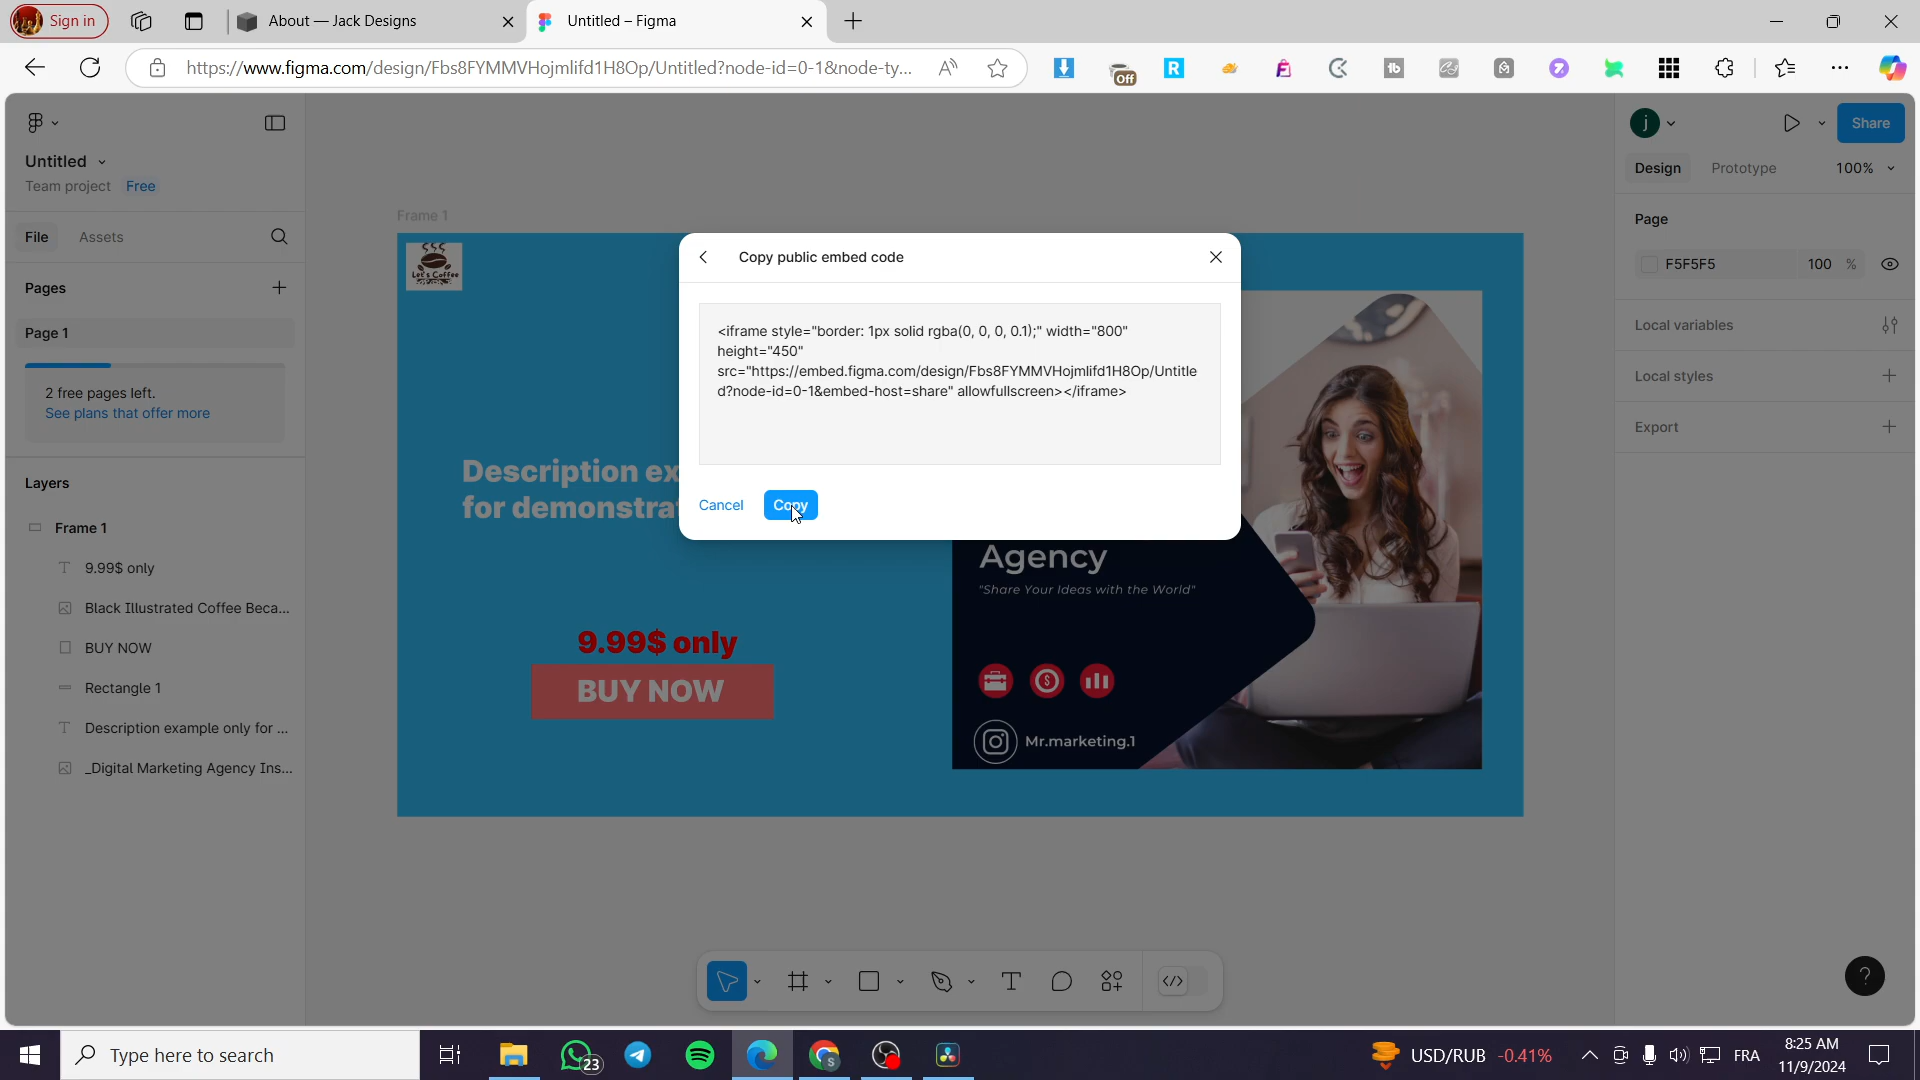 Sign in
About — Jack Designs
Untitled – Figma
https://www.figma.com/design/Fbs8FYMMVHojmlifd1H8Op/Untitled?node-id=0-1&node-ty...
Off
Untitled
Team project Free
File Assets
Pages
Page 1
2 free pages left.
See plans that offer more
Layers
Frame 1
9.99$ only
Black Illustrated Coffee Beca...
BUY NOW
Rectangle 1
Description example only for ...
_Digital Marketing Agency Ins...
Frame 1
Let's Coffee
Description ex
for demonstrat
9.99$ only
BUY NOW
Agency
"Share Your Ideas with the World"
Mr.marketing.1
Copy public embed code
<iframe style="border: 1px solid rgba(0, 0, 0, 0.1);" width="800"
height="450"
src="https://embed.figma.com/design/Fbs8FYMMVHojmlifd1H8Op/Untitle
d?node-id=0-1&embed-host=share" allowfullscreen></iframe>
Cancel Copy
j
Share
Design Prototype 100%
Page
F5F5F5 100 %
Local variables
Local styles
Export
?
Type here to search
23
USD/RUB -0.41%
FRA
8:25 AM
11/9/2024